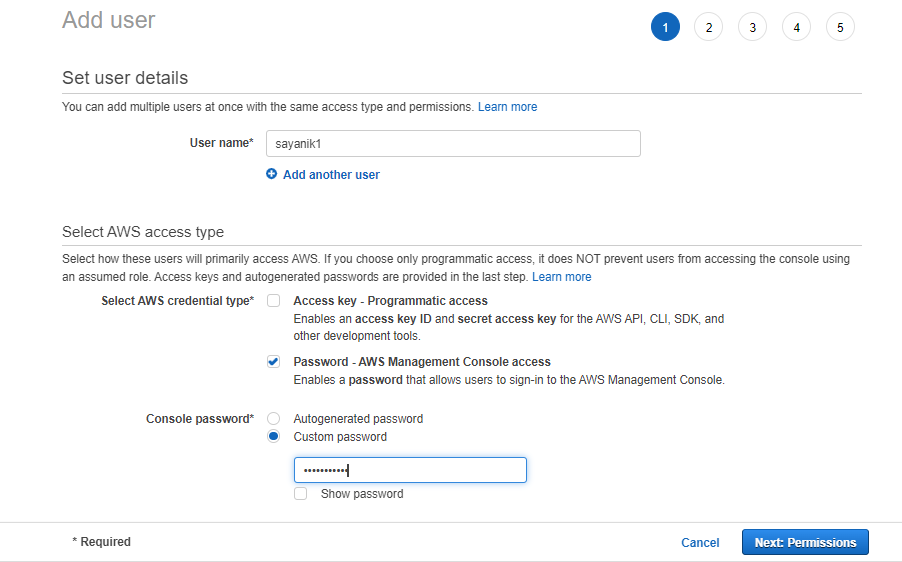 Add user
1 2 3 4 5
Set user details
You can add multiple users at once with the same access type and permissions. Learn more
User name* sayanik1
Add another user
Select AWS access type
Select how these users will primarily access AWS. If you choose only programmatic access, it does NOT prevent users from accessing the console using
an assumed role. Access keys and autogenerated passwords are provided in the last step. Learn more
Select AWS credential type* Access key - Programmatic access
Enables an access key ID and secret access key for the AWS API, CLI, SDK, and
other development tools.
Password - AWS Management Console access
Enables a password that allows users to sign-in to the AWS Management Console.
Console password* Autogenerated password
Custom password
•••••••••••
Show password
* Required Cancel Next: Permissions